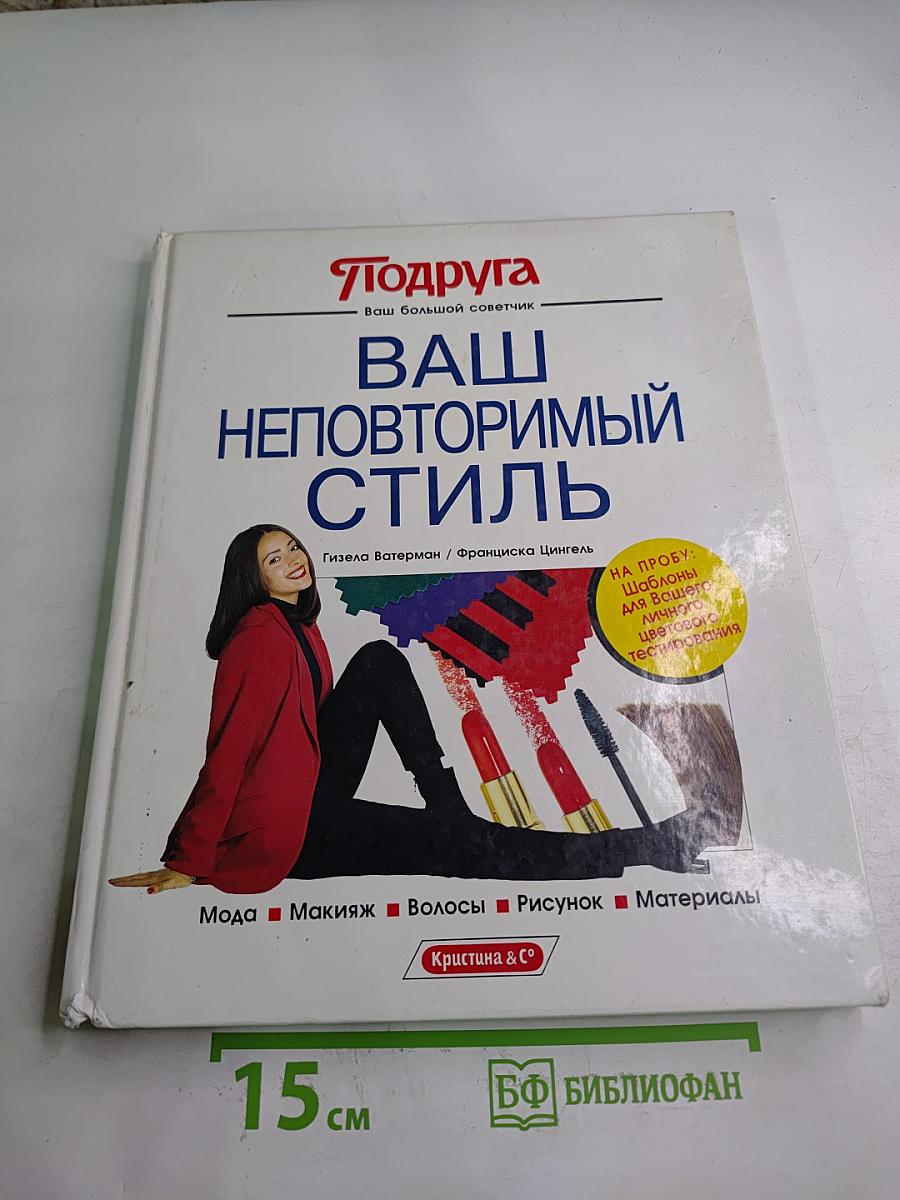 Подруга
Ваш большой советчик
ВАШ
НЕПОВТОРИМЫЙ
СТИЛЬ
Гизела Ватерман / Франциска Цингель
НА ПРОБУ:
Шаблоны
для Вашего
личного
цветового
тестирования
Мода ■ Макияж ■ Волосы ■ Рисунок ■ Материалы
Кристина & Cº
15 см
БФ БИБЛИОФАН